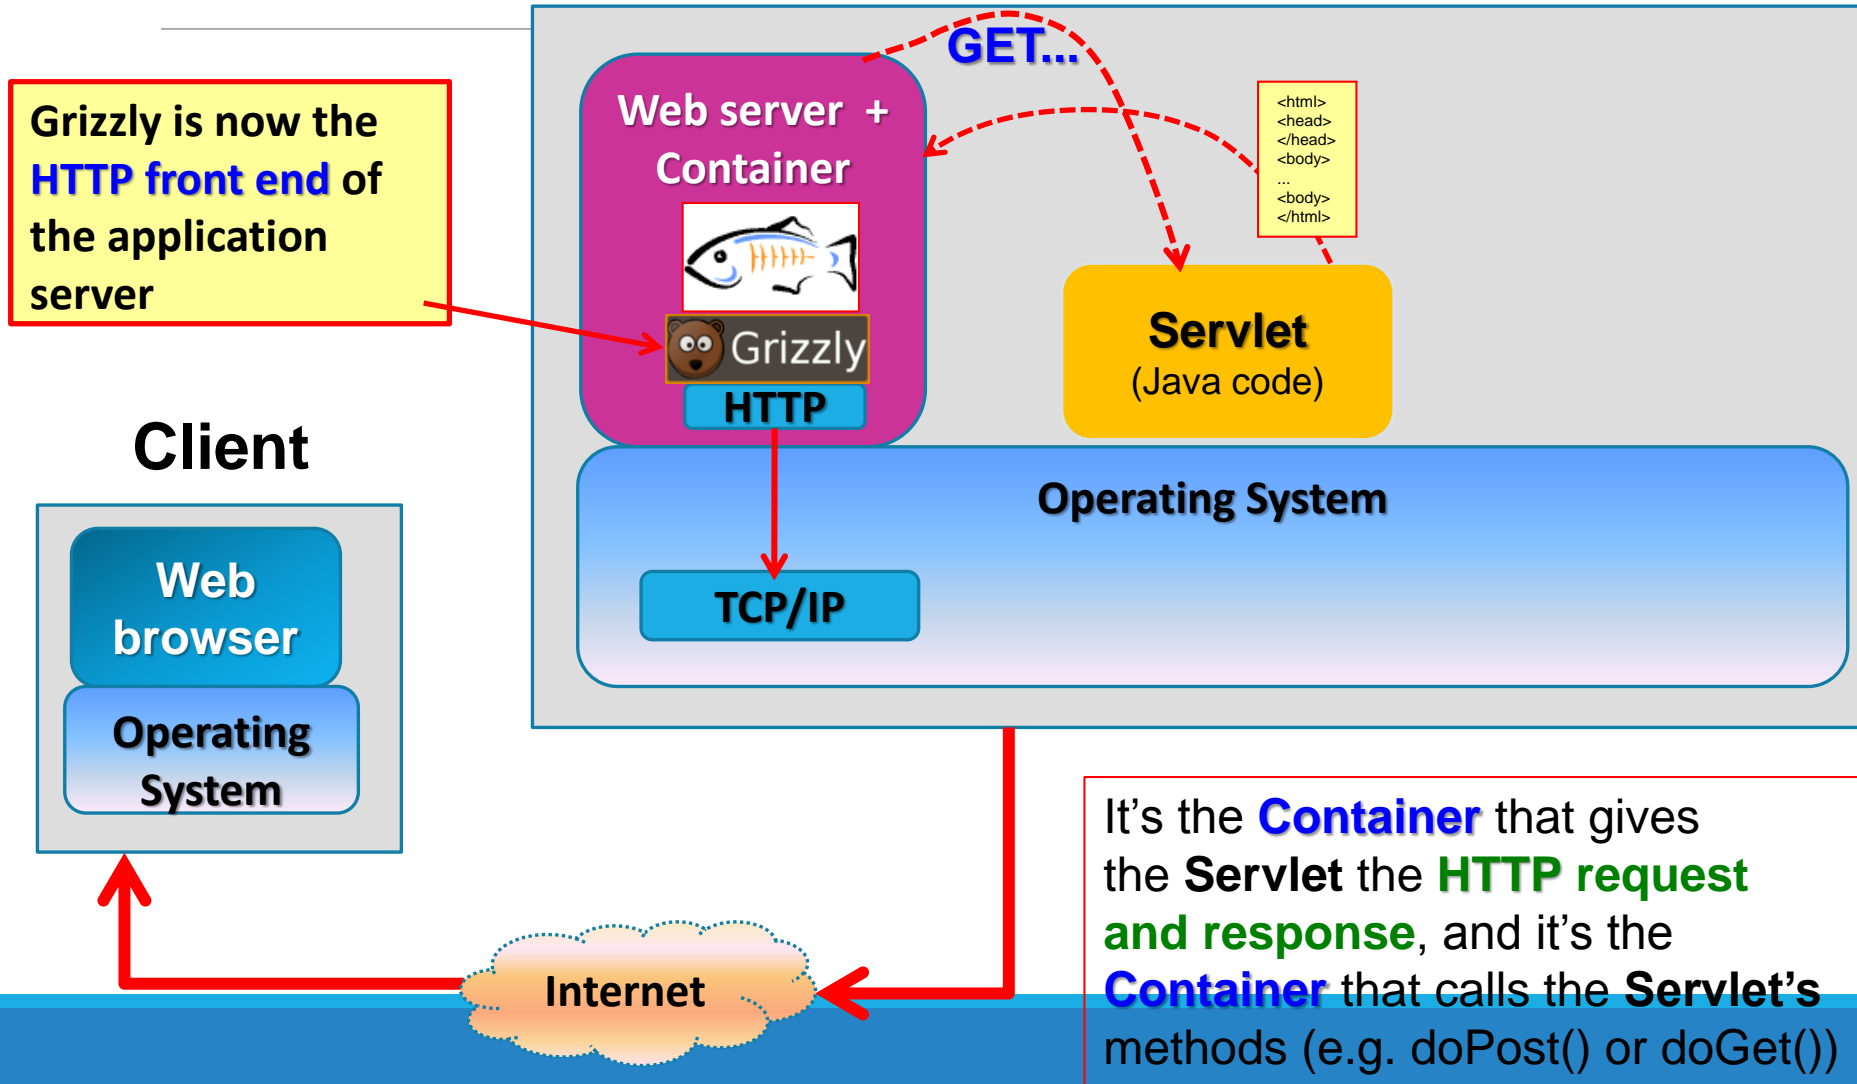 GET...
Grizzly is now the
HTTP front end of
the application
server
Web server +
Container
<html>
<head>
</head>
<body>
...
<body>
</html>
Grizzly
HTTP
Servlet
(Java code)
Operating System
TCP/IP
Client
Web
browser
Operating
System
Internet
It's the Container that gives
the Servlet the HTTP request
and response, and it's the
Container that calls the Servlet's
methods (e.g. doPost() or doGet())